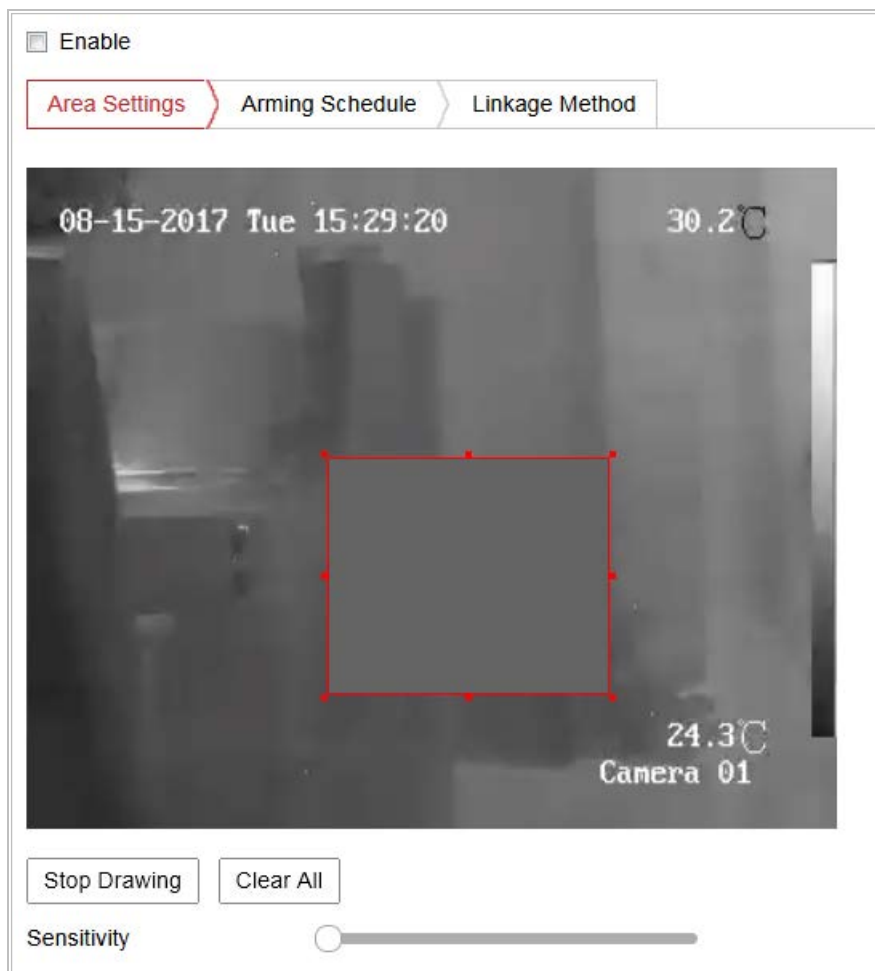 Enable
Area Settings
Arming Schedule
Linkage Method
08-15-2017 Tue 15:29:20
30.2℃
24.3℃
Camera 01
Stop Drawing
Clear All
Sensitivity